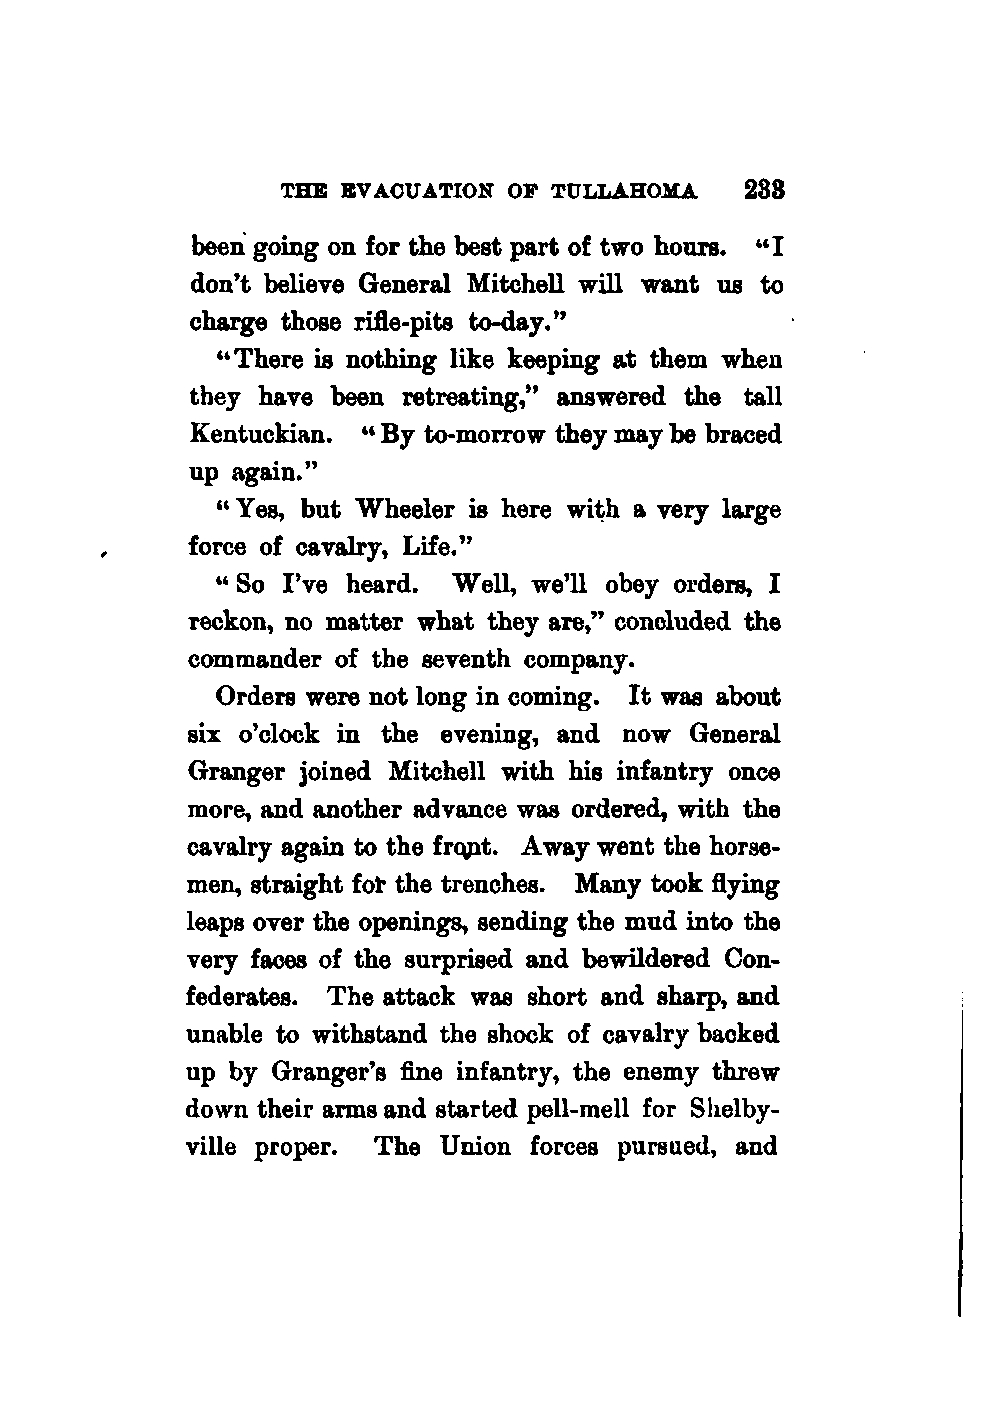 THE EVACUATION OF TULLAHOMA 233
been going on for the best part of two hours. "I
don't believe General Mitchell will want us to
charge those rifle-pits to-day."
"There is nothing like keeping at them when
they have been retreating," answered the tall
Kentuckian. "By to-morrow they may be braced
up again."
"Yes, but Wheeler is here with a very large
force of cavalry, Life."
"So I've heard. Well, we'll obey orders, I
reckon, no matter what they are," concluded the
commander of the seventh company.
Orders were not long in coming. It was about
six o'clock in the evening, and now General
Granger joined Mitchell with his infantry once
more, and another advance was ordered, with the
cavalry again to the front. Away went the horse-
men, straight for the trenches. Many took flying
leaps over the openings, sending the mud into the
very faces of the surprised and bewildered Con-
federates. The attack was short and sharp, and
unable to withstand the shock of cavalry backed
up by Granger's fine infantry, the enemy threw
down their arms and started pell-mell for Shelby-
ville proper. The Union forces pursued, and